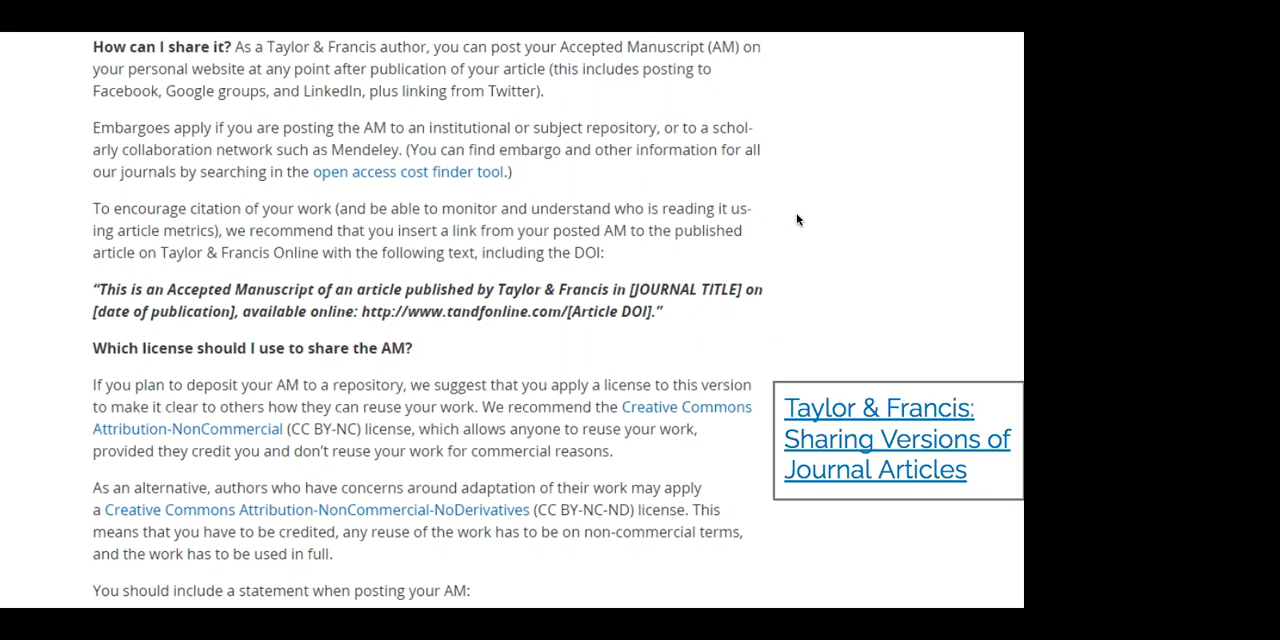 How can I share it? As a Taylor & Francis author, you can post your Accepted Manuscript (AM) on
your personal website at any point after publication of your article (this includes posting to
Facebook, Google groups, and LinkedIn, plus linking from Twitter).
Embargoes apply if you are posting the AM to an institutional or subject repository, or to a schol-
arly collaboration network such as Mendeley. (You can find embargo and other information for all
our journals by searching in the open access cost finder tool.)
To encourage citation of your work (and be able to monitor and understand who is reading it us-
ing article metrics), we recommend that you insert a link from your posted AM to the published
article on Taylor & Francis Online with the following text, including the DOI:
“This is an Accepted Manuscript of an article published by Taylor & Francis in [JOURNAL TITLE] on
[date of publication], available online: http://www.tandfonline.com/[Article DOI].”
Which license should I use to share the AM?
If you plan to deposit your AM to a repository, we suggest that you apply a license to this version
to make it clear to others how they can reuse your work. We recommend the Creative Commons
Attribution-NonCommercial (CC BY-NC) license, which allows anyone to reuse your work,
provided they credit you and don’t reuse your work for commercial reasons.
As an alternative, authors who have concerns around adaptation of their work may apply
a Creative Commons Attribution-NonCommercial-NoDerivatives (CC BY-NC-ND) license. This
means that you have to be credited, any reuse of the work has to be on non-commercial terms,
and the work has to be used in full.
You should include a statement when posting your AM:
Taylor & Francis:
Sharing Versions of
Journal Articles